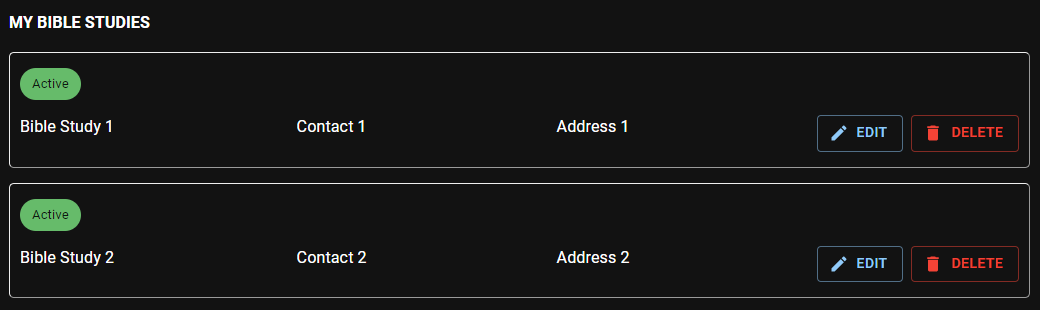 MY BIBLE STUDIES
Active
Bible Study 1 Contact 1 Address 1 EDIT DELETE
Active
Bible Study 2 Contact 2 Address 2 EDIT DELETE